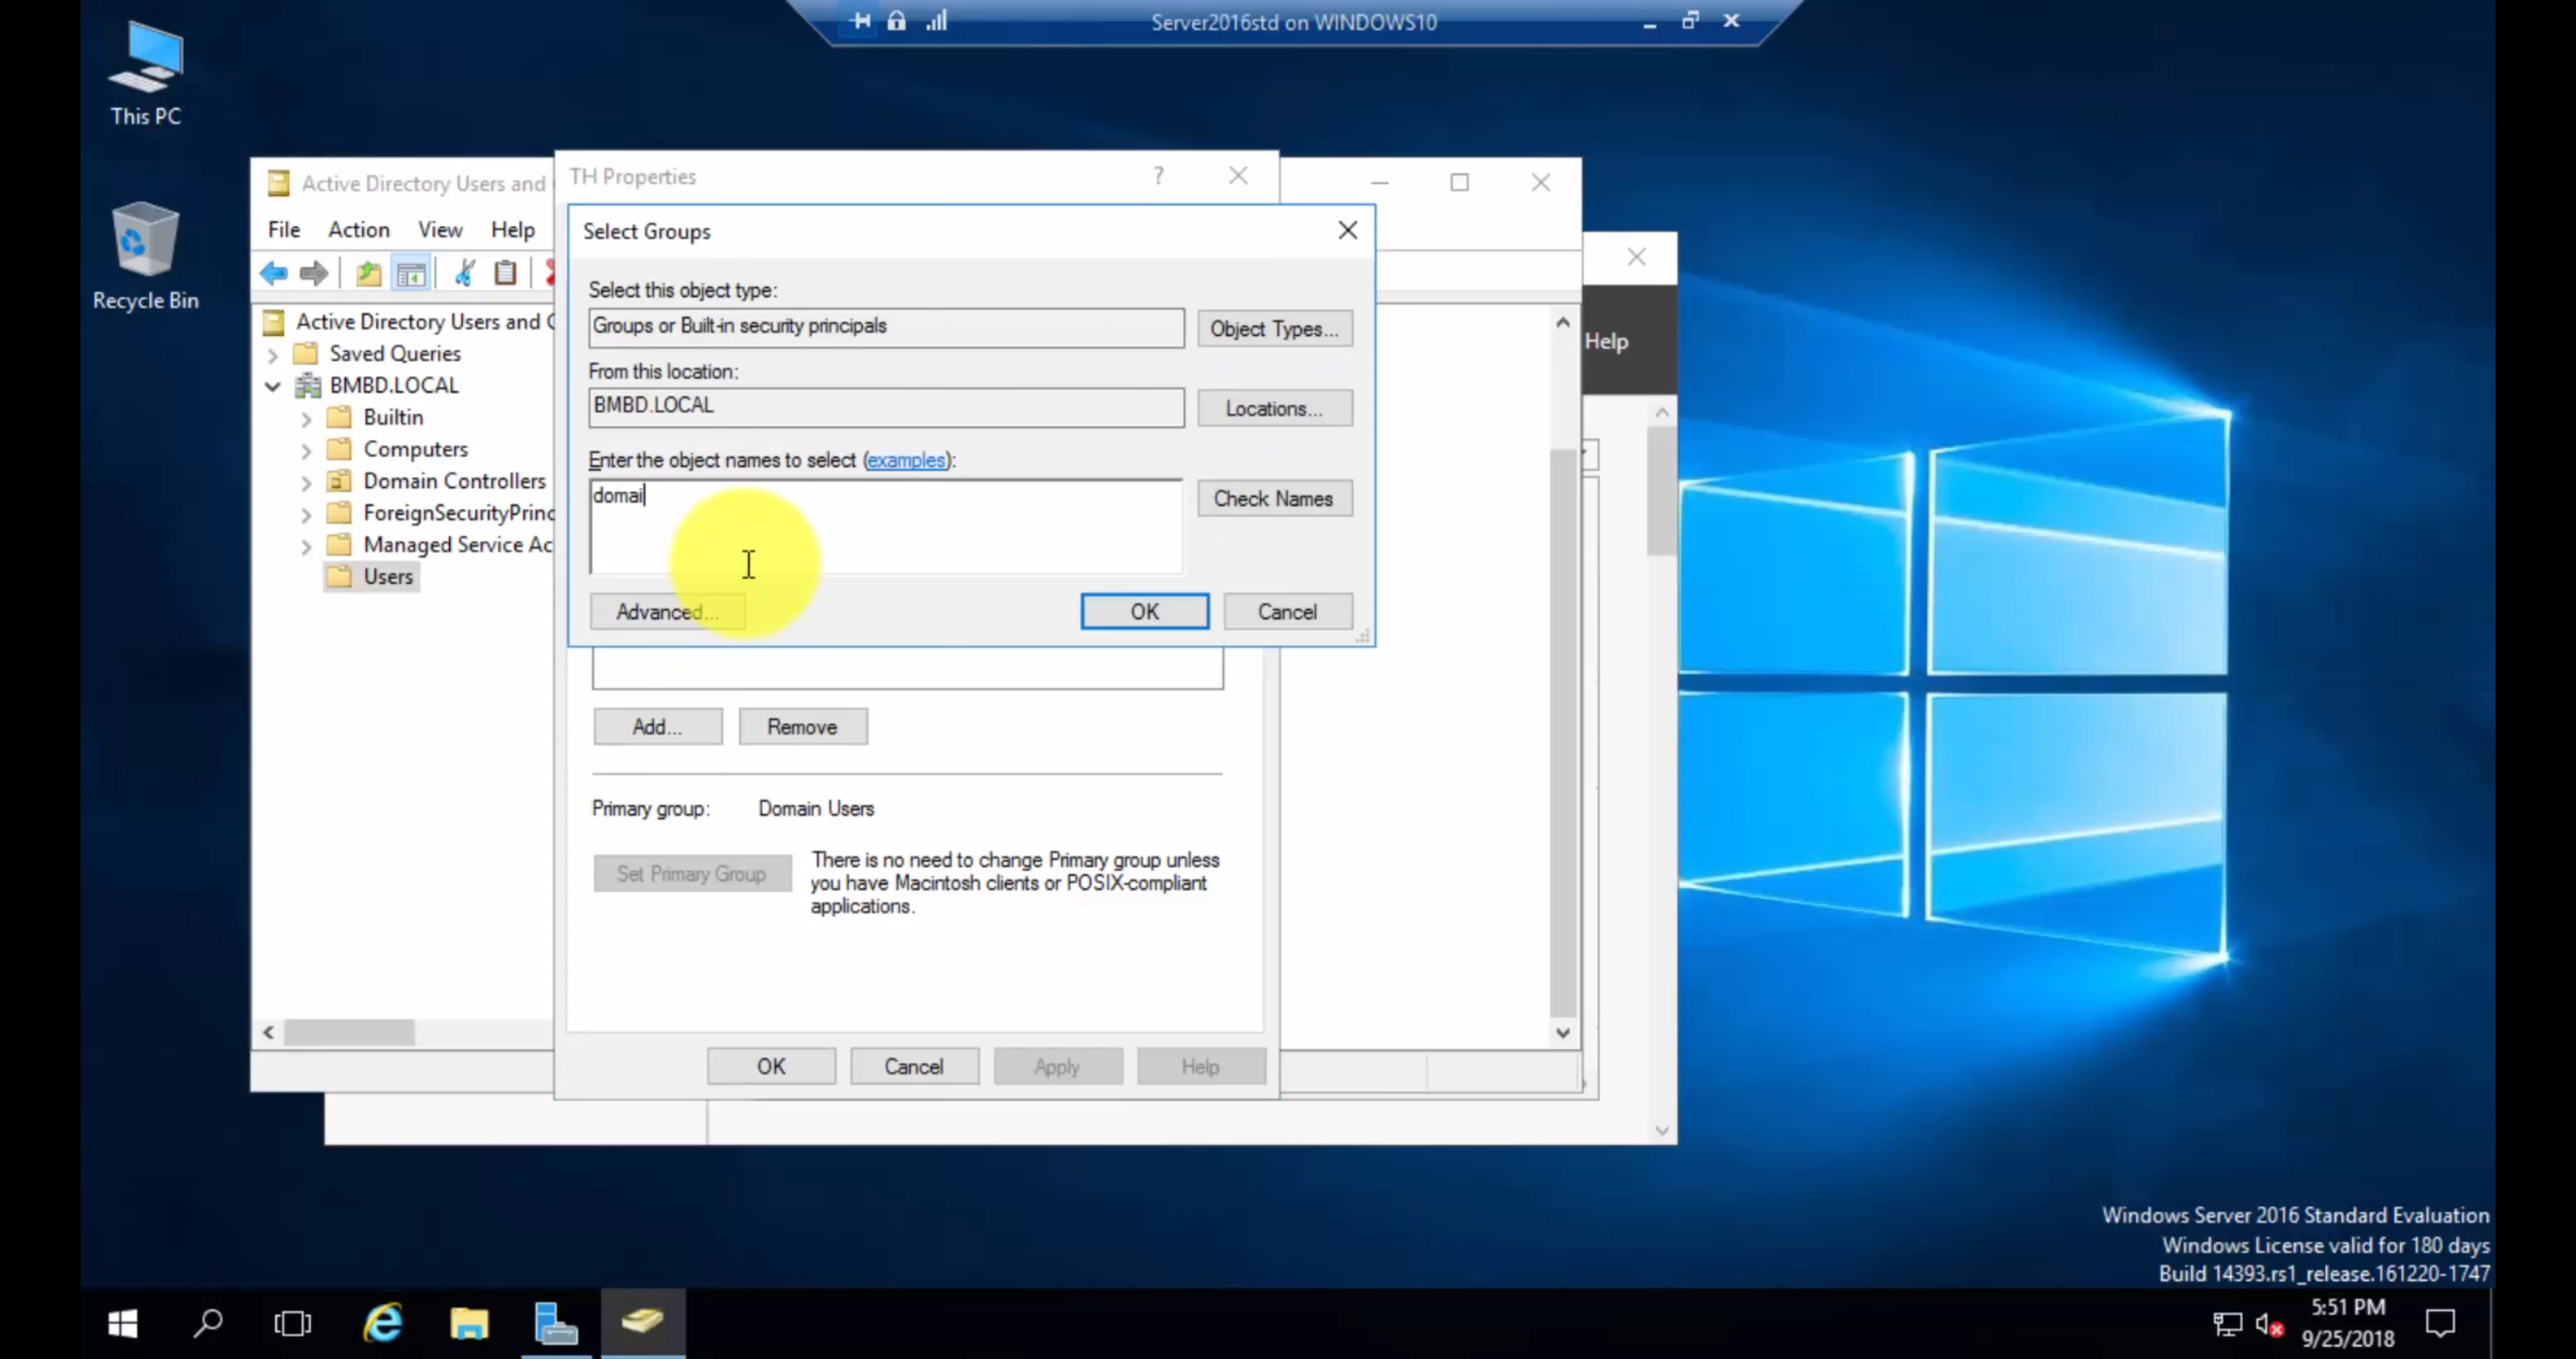 Server2016std on WINDOWS10
This PC
Recycle Bin
Active Directory Users and
File Action View Help
Active Directory Users and C
Saved Queries
BMBD.LOCAL
Builtin
Computers
Domain Controllers
ForeignSecurityPrinc
Managed Service Ac
Users
TH Properties
?
Select Groups
Select this object type:
Groups or Built-in security principals
Object Types...
From this location:
BMBD.LOCAL
Locations...
Enter the object names to select (examples):
domai
Check Names
Advanced...
OK
Cancel
Add...
Remove
Primary group: Domain Users
Set Primary Group
There is no need to change Primary group unless
you have Macintosh clients or POSIX-compliant
applications.
OK
Cancel
Apply
Help
Help
Windows Server 2016 Standard Evaluation
Windows License valid for 180 days
Build 14393.rs1_release.161220-1747
5:51 PM
9/25/2018